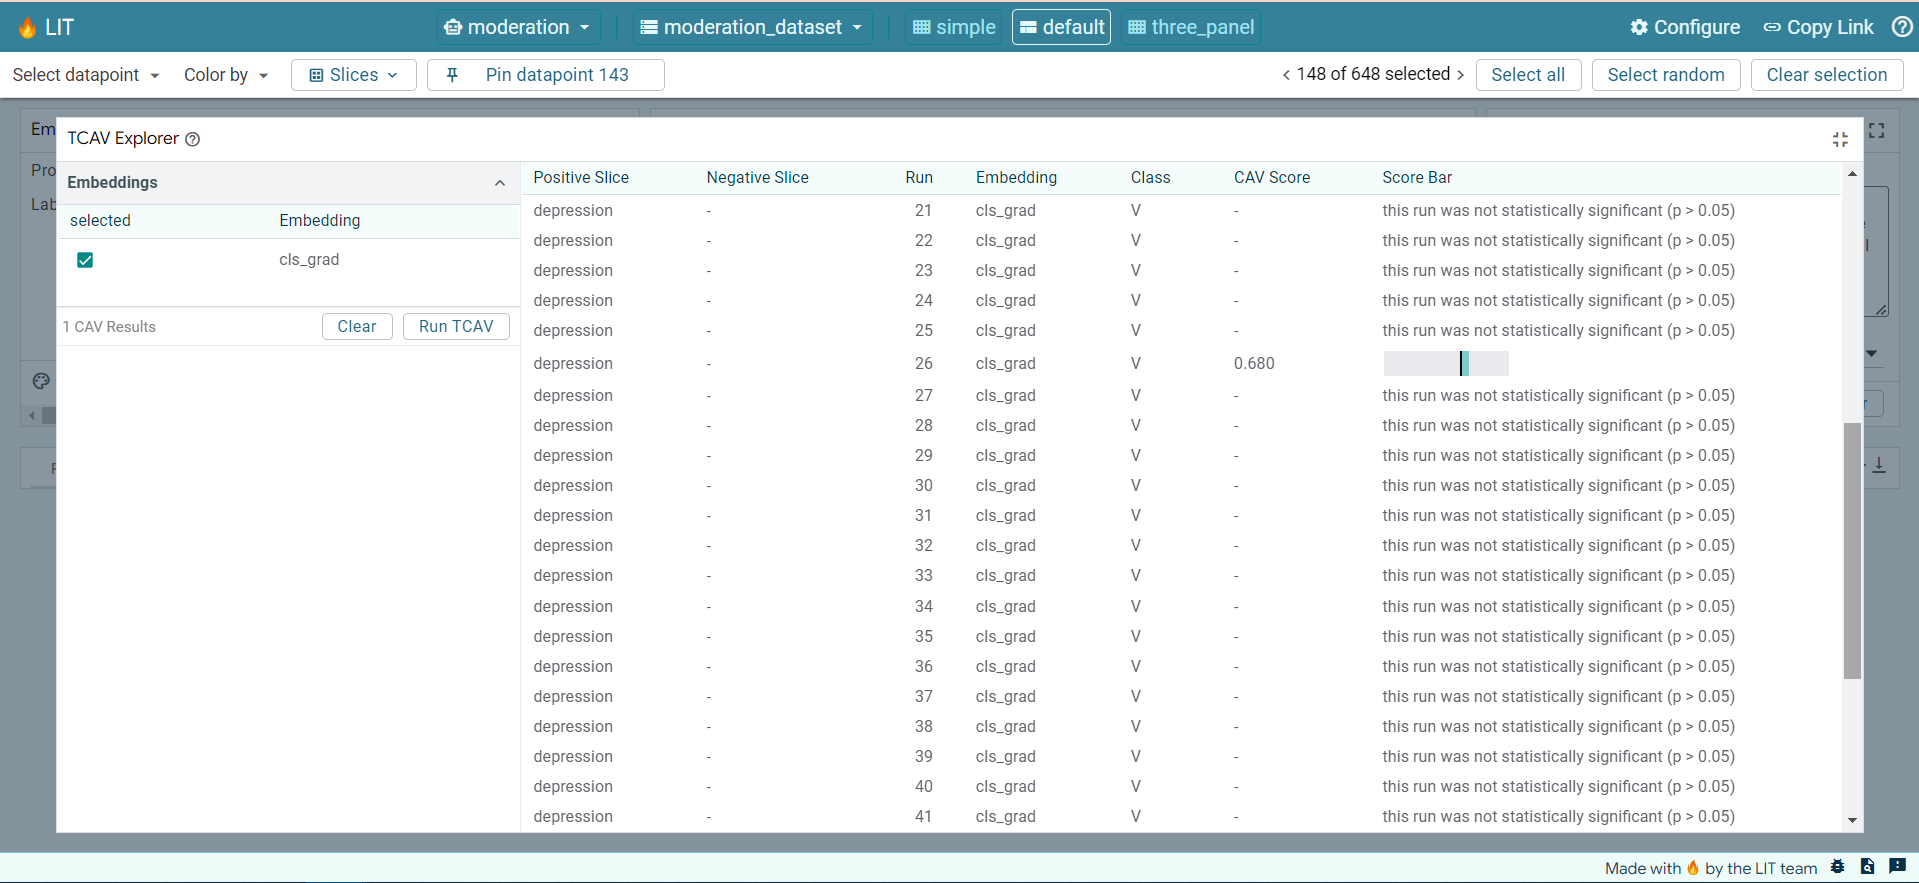 LIT moderation moderation_dataset simple default three_panel Configure Copy Link
Select datapoint Color by Slices Pin datapoint 143 148 of 648 selected Select all Select random Clear selection
Em
TCAV Explorer
Pro
Embeddings
Lab
selected Embedding
cls_grad
1 CAV Results Clear Run TCAV
Positive Slice Negative Slice Run Embedding Class CAV Score Score Bar
depression - 21 cls_grad V - this run was not statistically significant (p > 0.05)
depression - 22 cls_grad V - this run was not statistically significant (p > 0.05)
depression - 23 cls_grad V - this run was not statistically significant (p > 0.05)
depression - 24 cls_grad V - this run was not statistically significant (p > 0.05)
depression - 25 cls_grad V - this run was not statistically significant (p > 0.05)
depression - 26 cls_grad V 0.680
depression - 27 cls_grad V - this run was not statistically significant (p > 0.05)
depression - 28 cls_grad V - this run was not statistically significant (p > 0.05)
depression - 29 cls_grad V - this run was not statistically significant (p > 0.05)
depression - 30 cls_grad V - this run was not statistically significant (p > 0.05)
depression - 31 cls_grad V - this run was not statistically significant (p > 0.05)
depression - 32 cls_grad V - this run was not statistically significant (p > 0.05)
depression - 33 cls_grad V - this run was not statistically significant (p > 0.05)
depression - 34 cls_grad V - this run was not statistically significant (p > 0.05)
depression - 35 cls_grad V - this run was not statistically significant (p > 0.05)
depression - 36 cls_grad V - this run was not statistically significant (p > 0.05)
depression - 37 cls_grad V - this run was not statistically significant (p > 0.05)
depression - 38 cls_grad V - this run was not statistically significant (p > 0.05)
depression - 39 cls_grad V - this run was not statistically significant (p > 0.05)
depression - 40 cls_grad V - this run was not statistically significant (p > 0.05)
depression - 41 cls_grad V - this run was not statistically significant (p > 0.05)
Made with by the LIT team